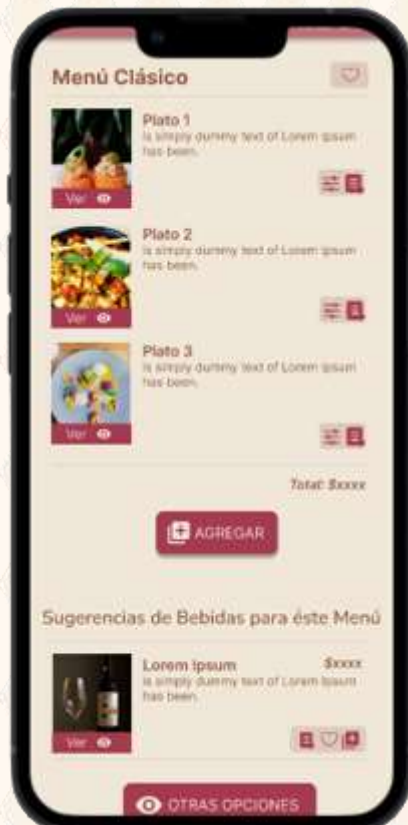 Menú Clásico
Plato 1
is simply dummy text of Lorem Ipsum
has been.
Ver
Plato 2
is simply dummy text of Lorem Ipsum
has been.
Ver
Plato 3
is simply dummy text of Lorem Ipsum
has been.
Ver
Total: $xxxx
AGREGAR
Sugerencias de Bebidas para éste Menú
Lorem Ipsum $xxxx
is simply dummy text of Lorem Ipsum
has been.
Ver
OTRAS OPCIONES